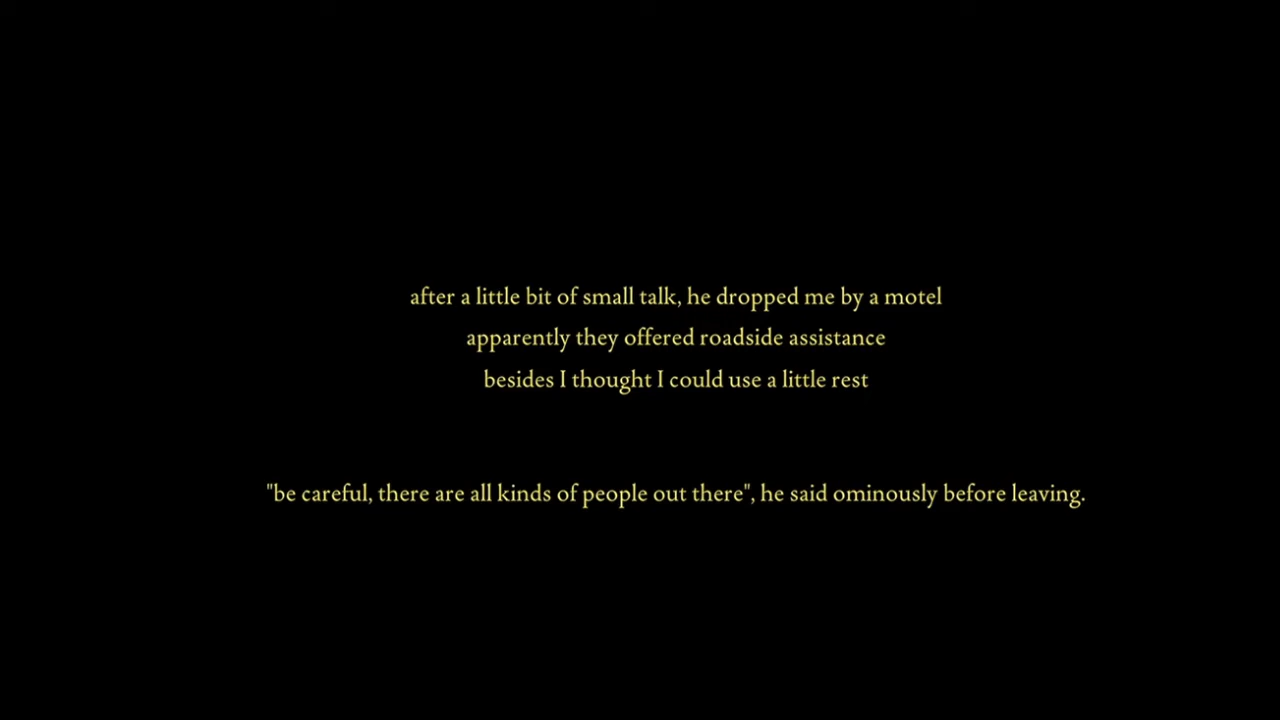 after a little bit of small talk, he dropped me by a motel
apparently they offered roadside assistance
besides I thought I could use a little rest
"be careful, there are all kinds of people out there", he said ominously before leaving.